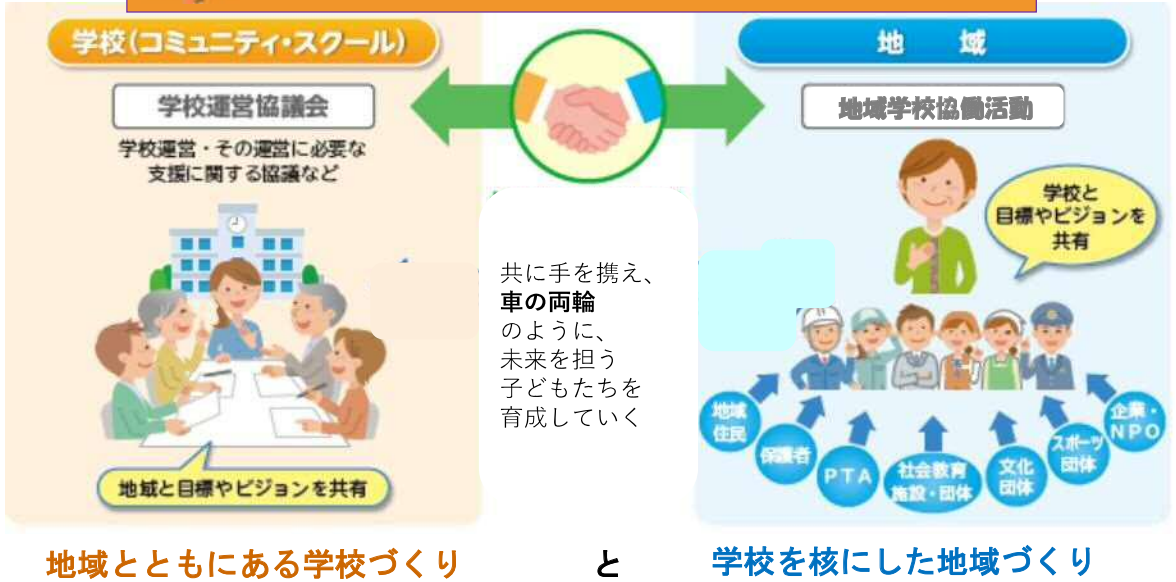 学校(コミュニティ・スクール)
学校運営協議会
学校運営・その運営に必要な
支援に関する協議など
地域と目標やビジョンを共有
共に手を携え、
車の両輪
のように、
未来を担う
子どもたちを
育成していく
地　域
地域学校協働活動
学校と
目標やビジョンを
共有
地域
住民
保護者
PTA
社会教育
施設・団体
文化
団体
スポーツ
団体
企業・
NPO
地域とともにある学校づくり　と　学校を核にした地域づくり